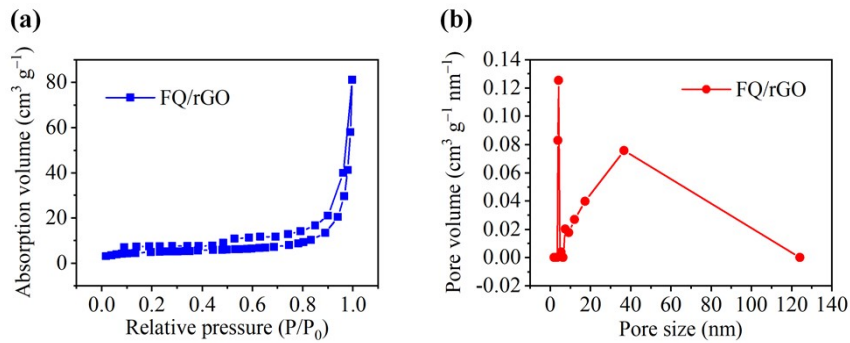 (a)
Absorption volume (cm³ g⁻¹)
80
60
40
20
0
FQ/rGO
0.0 0.2 0.4 0.6 0.8 1.0
Relative pressure (P/P₀)
(b)
Pore volume (cm³ g⁻¹ nm⁻¹)
0.14
0.12
0.10
0.08
0.06
0.04
0.02
0.00
-0.01
FQ/rGO
0 20 40 60 80 100 120 140
Pore size (nm)